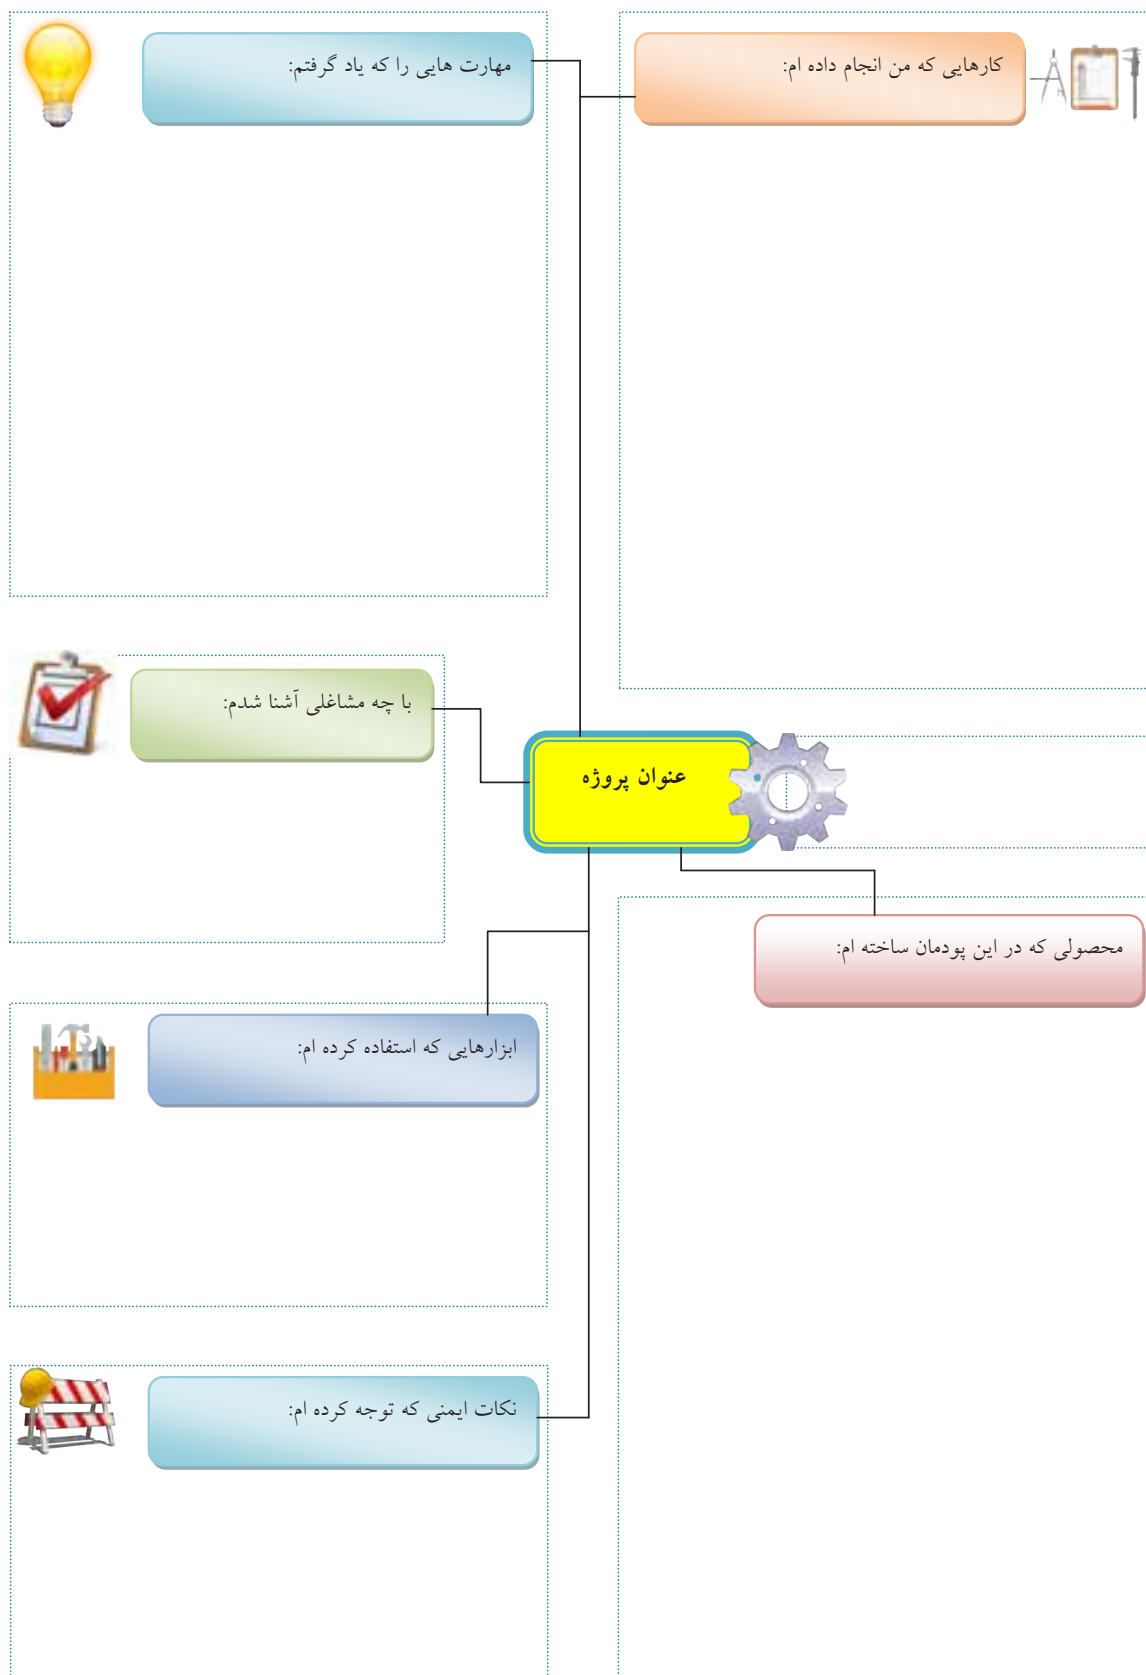 کارهایی که من انجام داده ام:
مهارت هایی را که یاد گرفتم:
با چه مشاغلی آشنا شدم:
عنوان پروژه
محصولی که در این پودمان ساخته ام:
ابزارهایی که استفاده کرده ام:
نکات ایمنی که توجه کرده ام: